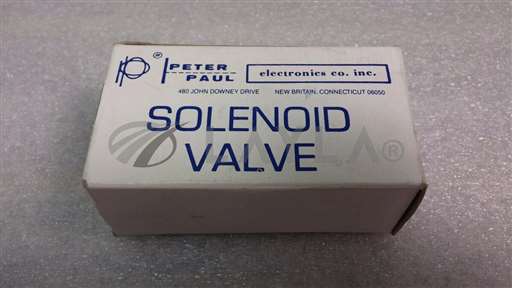 PETER PAUL electronics co. inc.
480 JOHN DOWNEY DRIVE NEW BRITAIN, CONNECTICUT 06050
SOLENOID
VALVE